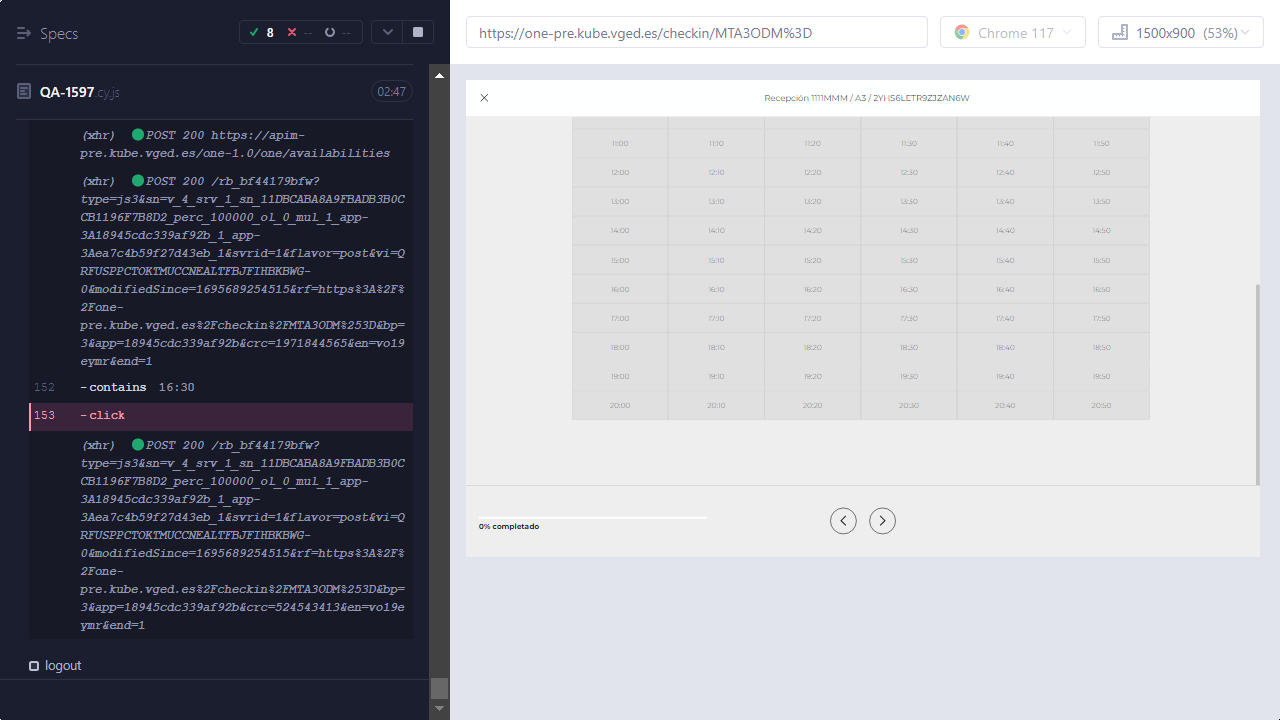 Specs
8 -- --
QA-1597.cy.js 02:47
(xhr) POST 200 https://apim-
pre.kube.vged.es/one-1.0/one/availabilities
(xhr) POST 200 /rb_bf44179bfw?
type=js3&sn=v_4_srv_1_sn_11DBCABA8A9FBADB3B0C
CB1196F7B8D2_perc_100000_ol_0_mul_1_app-
3A18945cdc339af92b_1_app-
3Aea7c4b59f27d43eb_1&svrid=1&flavor=post&vi=Q
RFUSPPCTOKTMUCCNEALTFBJFIHBKBWG-
0&modifiedSince=1695689254515&rf=https%3A%2F%
2Fone-
pre.kube.vged.es%2Fcheckin%2FMTA3ODM%253D&bp=
3&app=18945cdc339af92b&crc=1971844565&en=vo19
eymr&end=1
152 -contains 16:30
153 -click
(xhr) POST 200 /rb_bf44179bfw?
type=js3&sn=v_4_srv_1_sn_11DBCABA8A9FBADB3B0C
CB1196F7B8D2_perc_100000_ol_0_mul_1_app-
3A18945cdc339af92b_1_app-
3Aea7c4b59f27d43eb_1&svrid=1&flavor=post&vi=Q
RFUSPPCTOKTMUCCNEALTFBJFIHBKBWG-
0&modifiedSince=1695689254515&rf=https%3A%2F%
2Fone-
pre.kube.vged.es%2Fcheckin%2FMTA3ODM%253D&bp=
3&app=18945cdc339af92b&crc=524543413&en=vo19e
ymr&end=1
logout
https://one-pre.kube.vged.es/checkin/MTA3ODM%3D
Chrome 117
1500x900 (53%)
Recepción 1111MMM / A3 / 2YHS6LETR9ZJZAN6W
11:00 11:10 11:20 11:30 11:40 11:50
12:00 12:10 12:20 12:30 12:40 12:50
13:00 13:10 13:20 13:30 13:40 13:50
14:00 14:10 14:20 14:30 14:40 14:50
15:00 15:10 15:20 15:30 15:40 15:50
16:00 16:10 16:20 16:30 16:40 16:50
17:00 17:10 17:20 17:30 17:40 17:50
18:00 18:10 18:20 18:30 18:40 18:50
19:00 19:10 19:20 19:30 19:40 19:50
20:00 20:10 20:20 20:30 20:40 20:50
0% completado